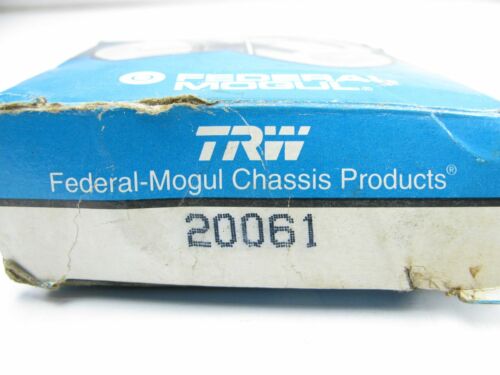 FEDERAL
MOGUL®
TRW
Federal-Mogul Chassis Products®
20061